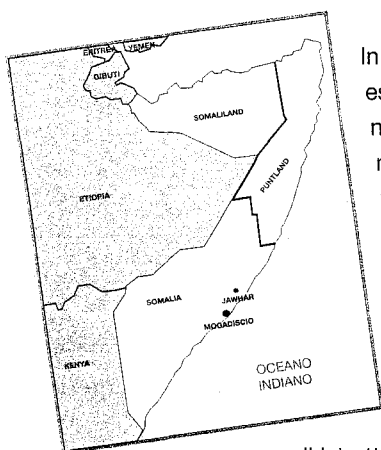 ERITREA YEMEN
GIBUTI
SOMALILAND
PUNTLAND
ETIOPIA
SOMALIA
JAWHAR
MOGADISCIO
KENYA
OCEANO
INDIANO
In
es
n